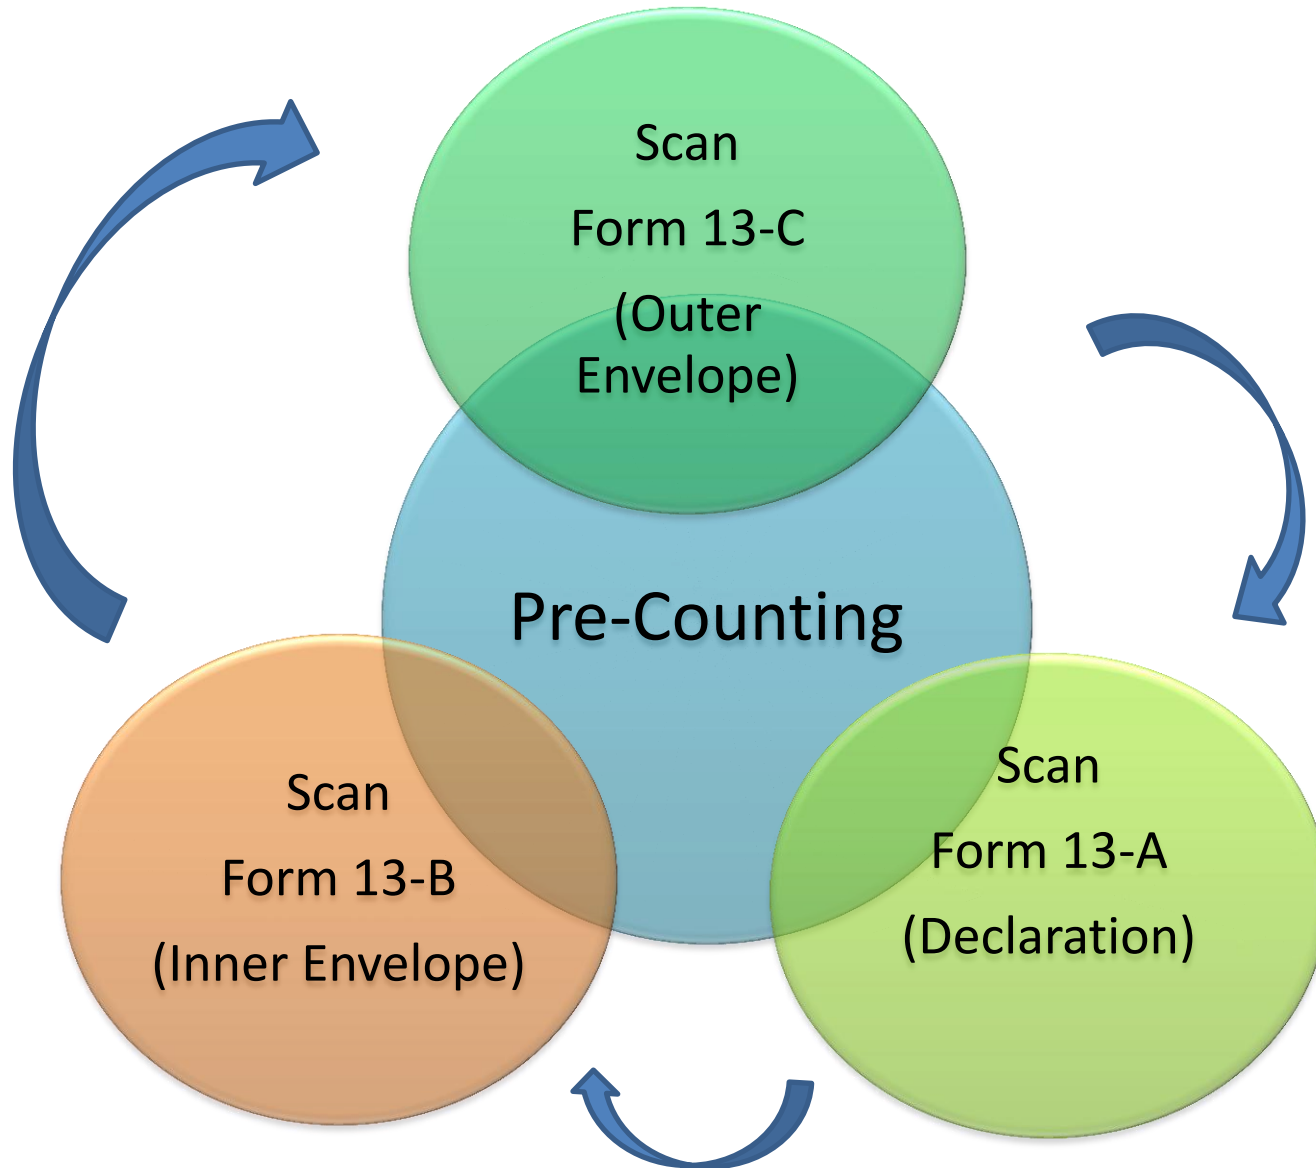 Scan
Form 13-C
(Outer
Envelope)
Pre-Counting
Scan
Form 13-A
(Declaration)
Scan
Form 13-B
(Inner Envelope)